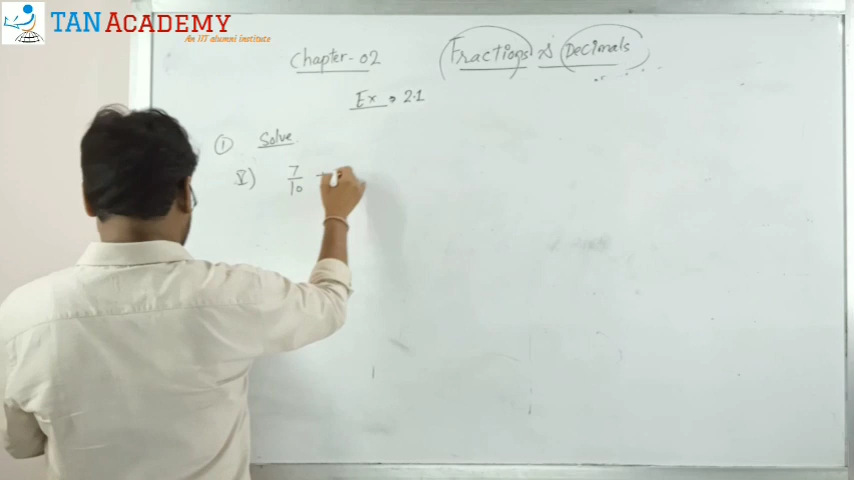 TAN ACADEMY
An IIT alumni institute
Chapter-02 Fractions & Decimals
Ex 2.1
① Solve
V) 7/10 +